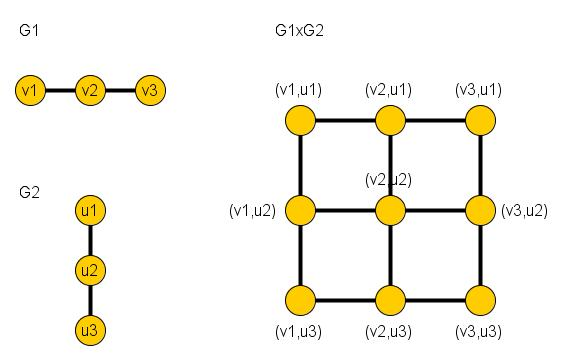 G1
v1 v2 v3
G2
u1
u2
u3
G1xG2
(v1,u1) (v2,u1) (v3,u1)
(v2,u2)
(v1,u2) (v3,u2)
(v1,u3) (v2,u3) (v3,u3)